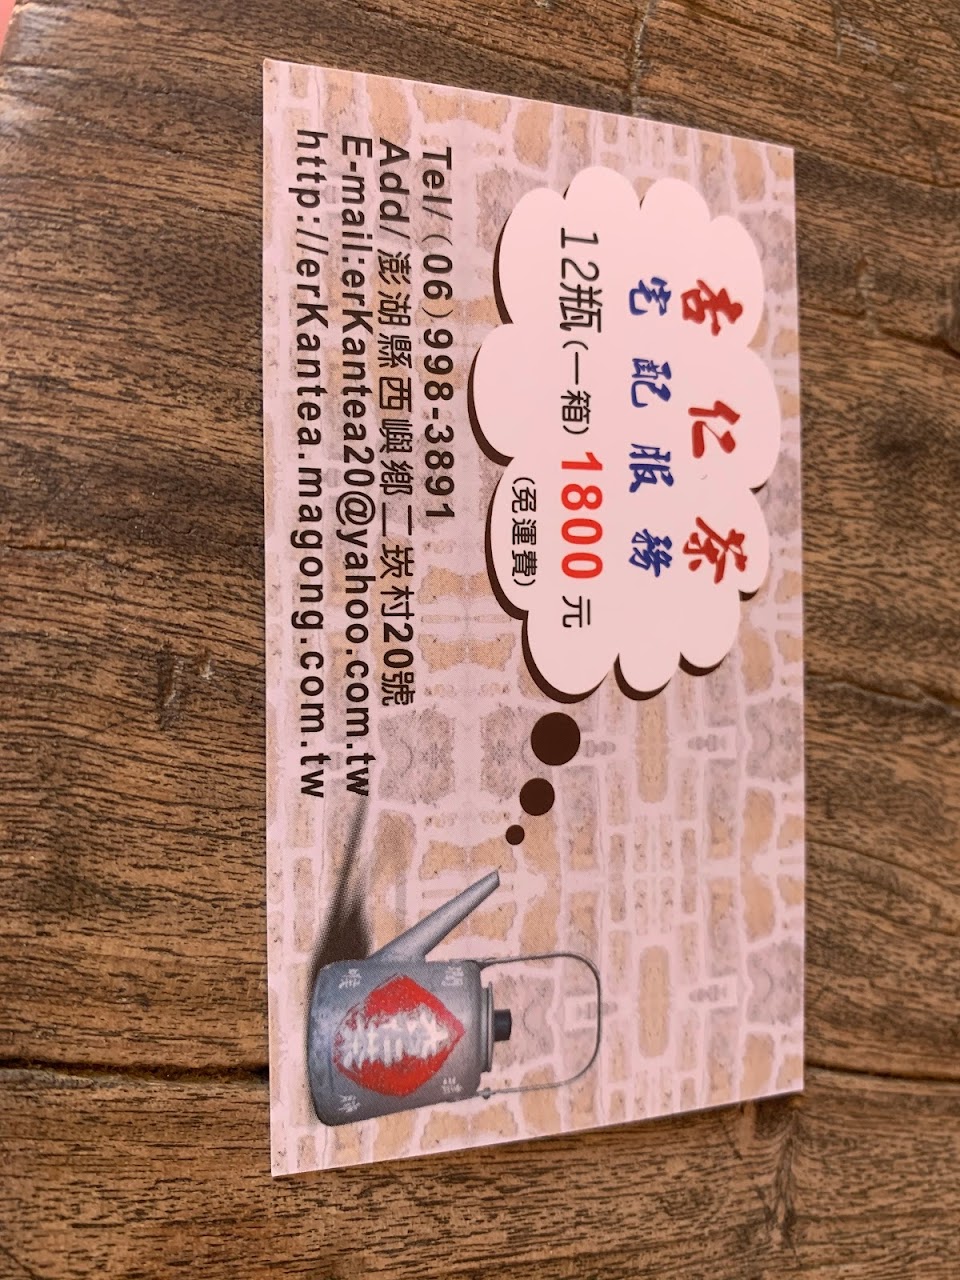 杏仁茶
宅配服務
12瓶(一箱)1800元
(免運費)
Tel/(06)998-3891
Add/澎湖縣西嶼鄉二崁村20號
E-mail:erKantea20@yahoo.com.tw
http://erKantea.magong.com.tw